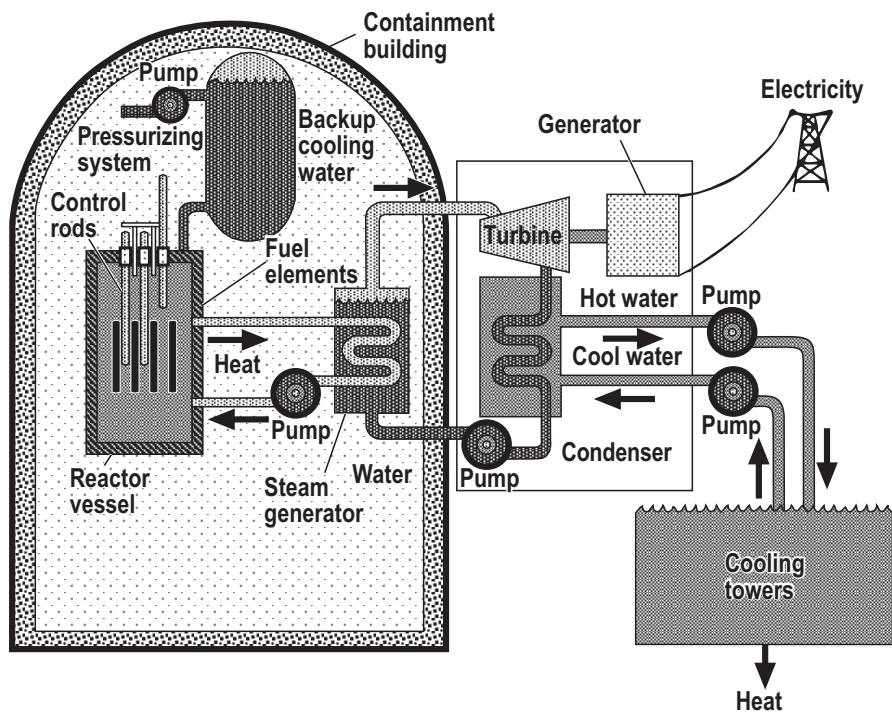 Containment
building
Pump
Pressurizing
system
Backup
cooling
water
Electricity
Generator
Control
rods
Turbine
Fuel
elements
Hot water
Pump
Heat
Cool water
Pump
Pump
Reactor
vessel
Steam
generator
Water
Pump
Condenser
Cooling
towers
Heat